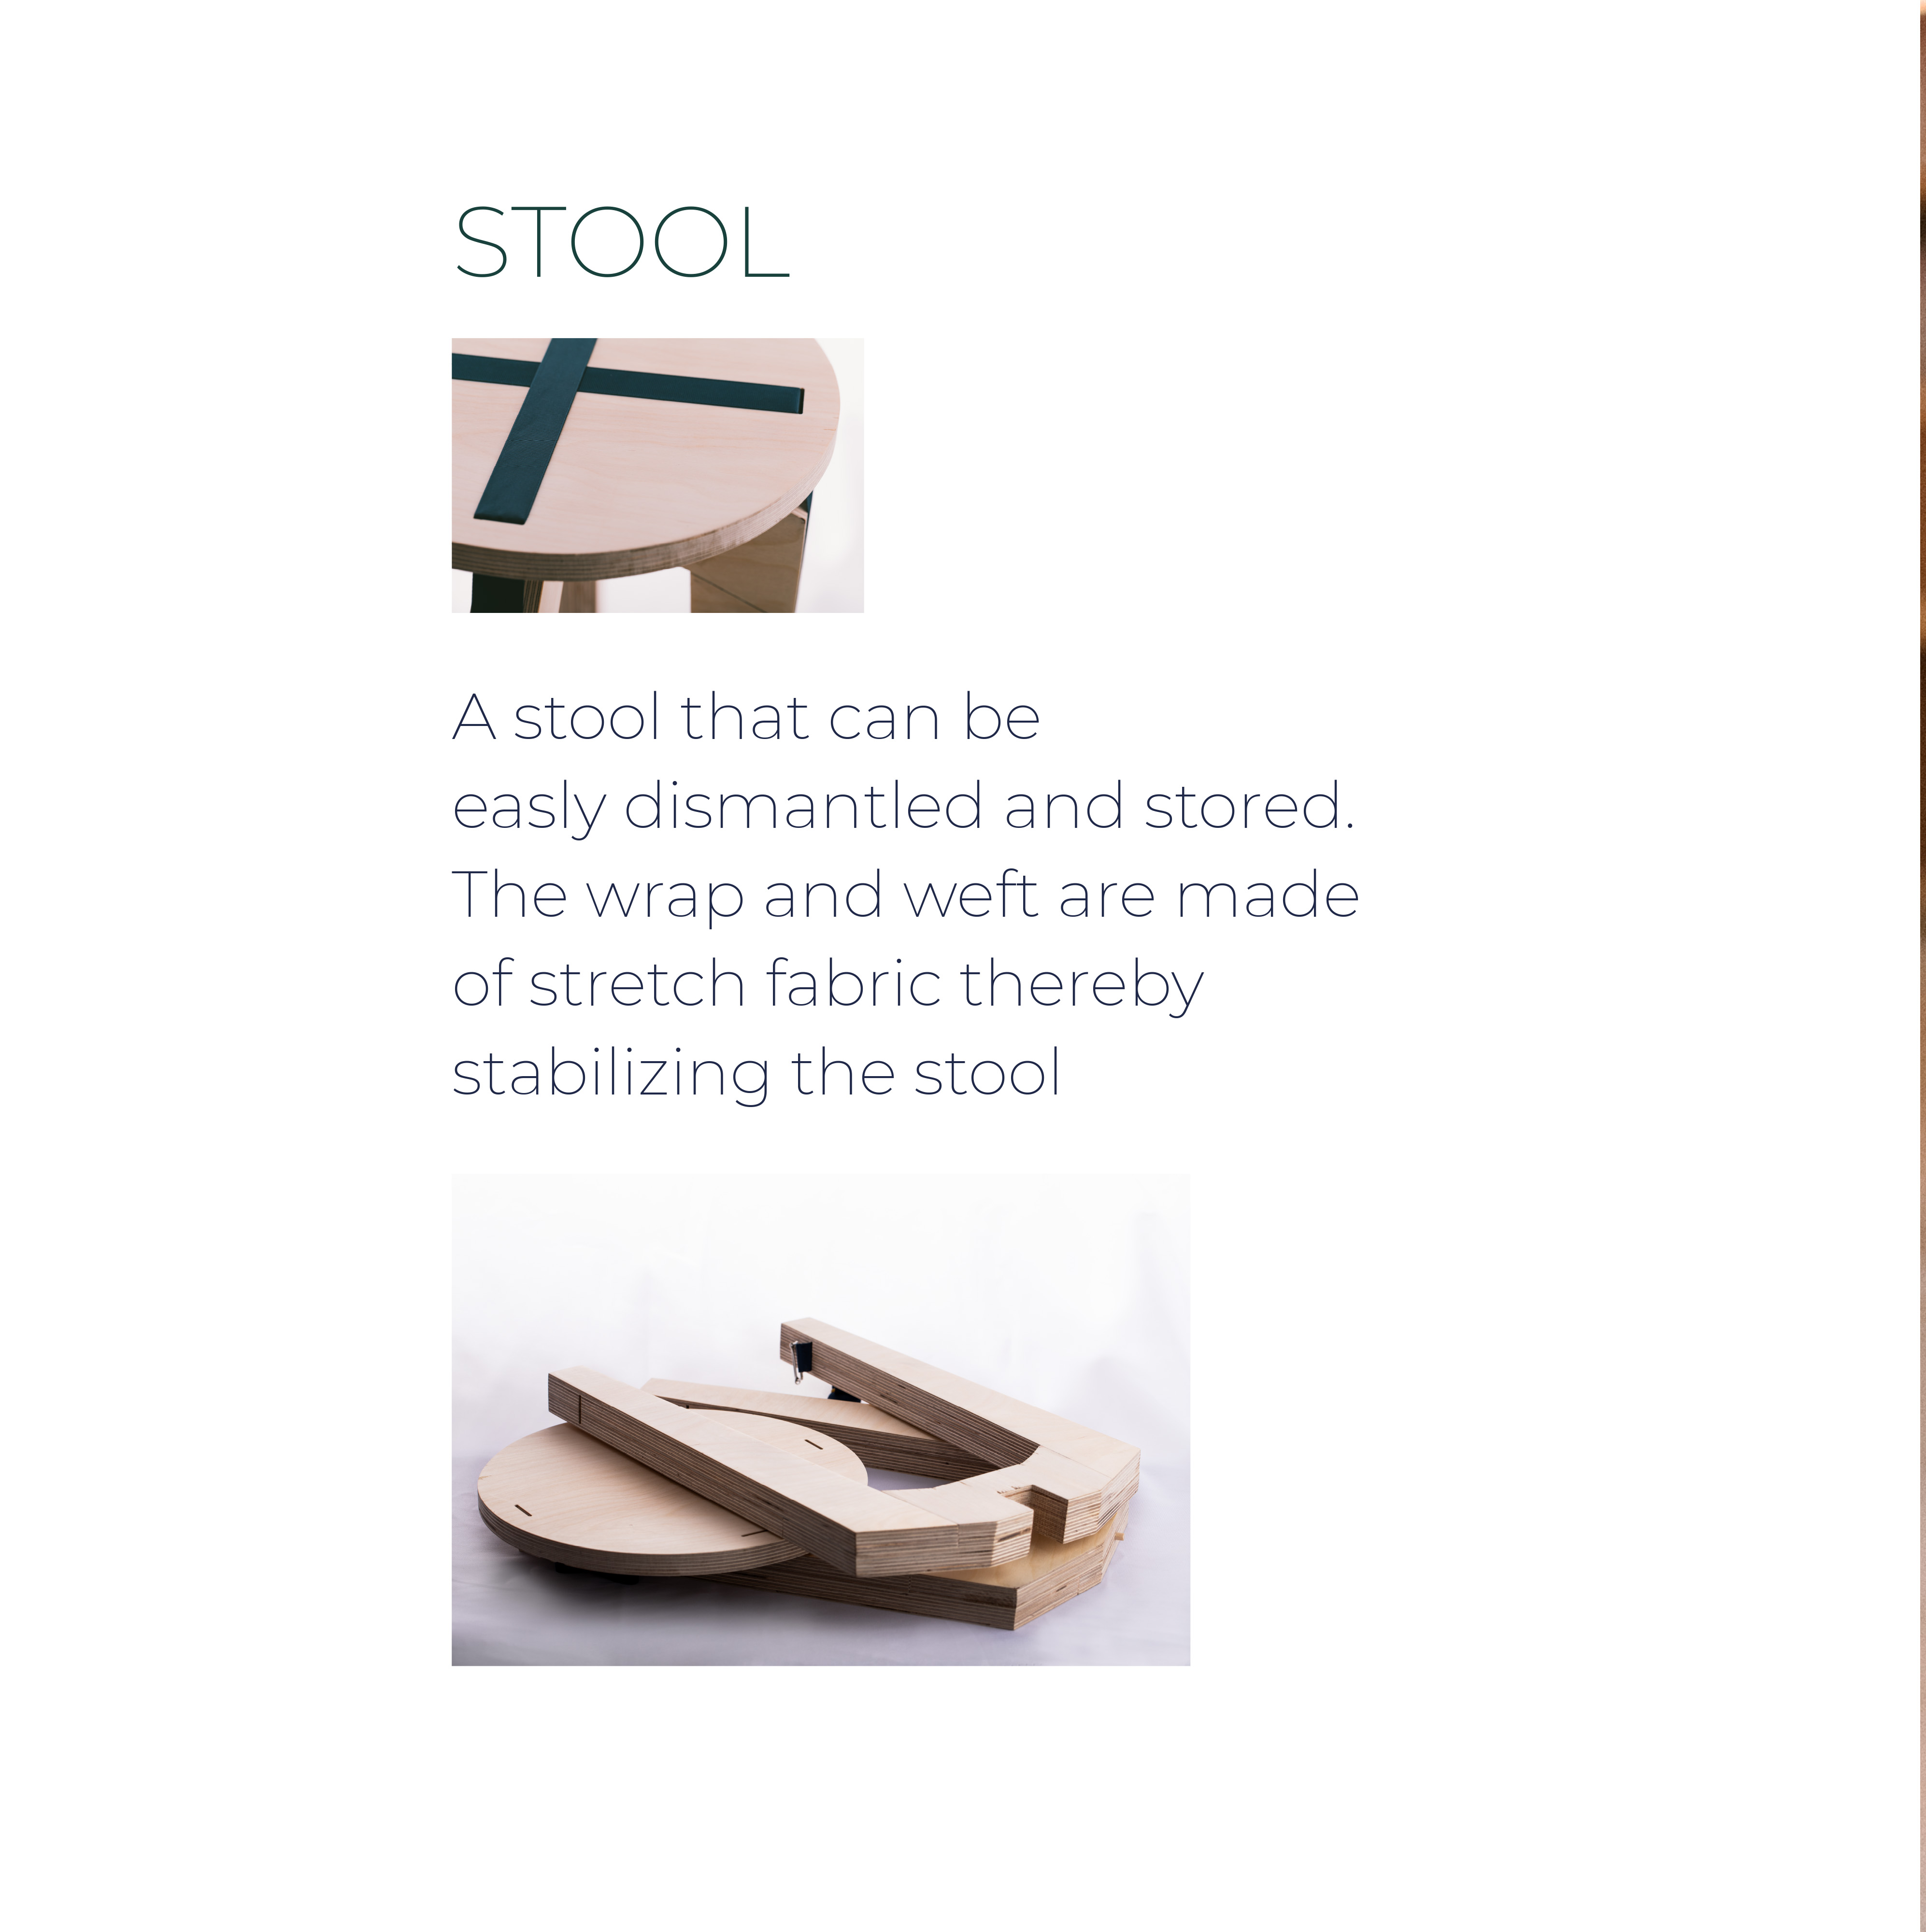 STOOL
A stool that can be
easly dismantled and stored.
The wrap and weft are made
of stretch fabric thereby
stabilizing the stool